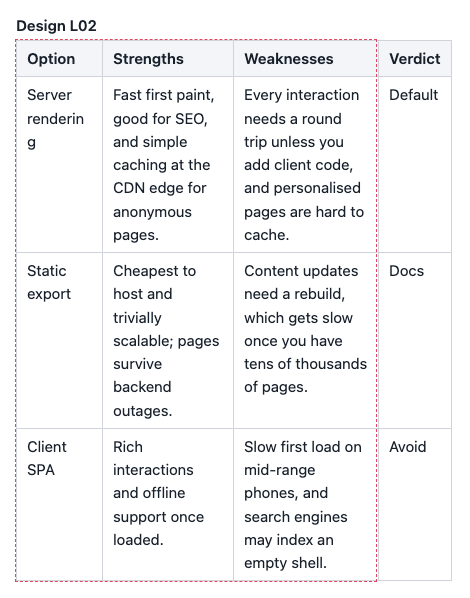 Design L02
Option Strengths Weaknesses Verdict
Server
renderin
g
Fast first paint,
good for SEO,
and simple
caching at the
CDN edge for
anonymous
pages.
Every interaction
needs a round
trip unless you
add client code,
and personalised
pages are hard to
cache.
Default
Static
export
Cheapest to
host and
trivially
scalable; pages
survive
backend
outages.
Content updates
need a rebuild,
which gets slow
once you have
tens of thousands
of pages.
Docs
Client
SPA
Rich
interactions
and offline
support once
loaded.
Slow first load on
mid-range
phones, and
search engines
may index an
empty shell.
Avoid